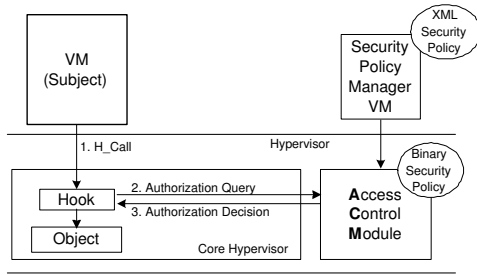 VM
(Subject)
Security
Policy
Manager
VM
XML
Security
Policy
1. H_Call
Hypervisor
Hook
2. Authorization Query
3. Authorization Decision
Object
Core Hypervisor
Access
Control
Module
Binary
Security
Policy